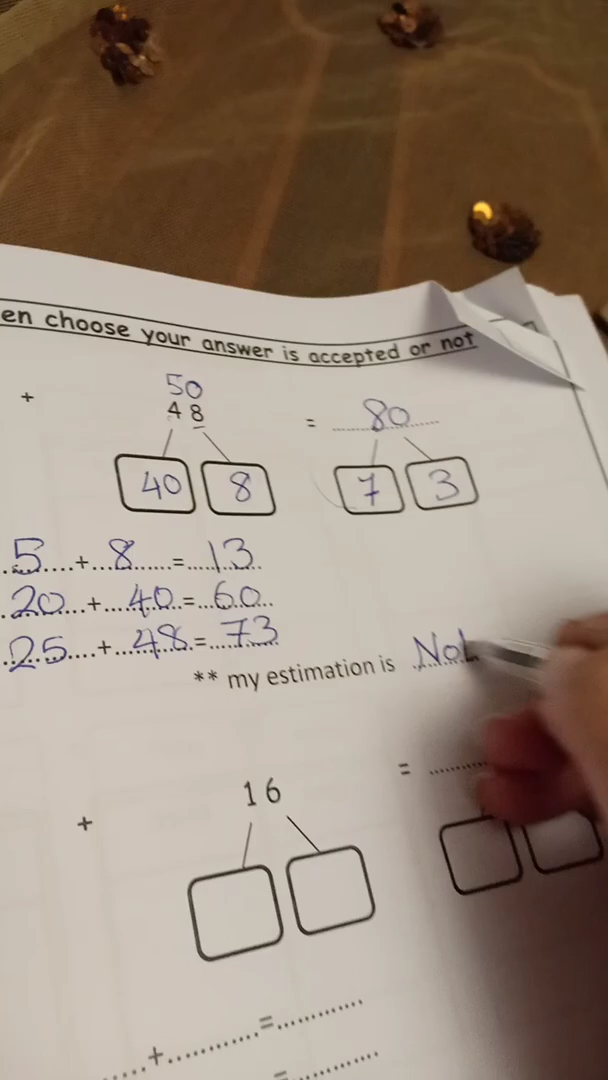 en choose your answer is accepted or not
50
+ 48 = 80
40 8 7 3
5 + 8 = 13
20 + 40 = 60
25 + 48 = 73
** my estimation is Not
+ 16 =
+ =
=